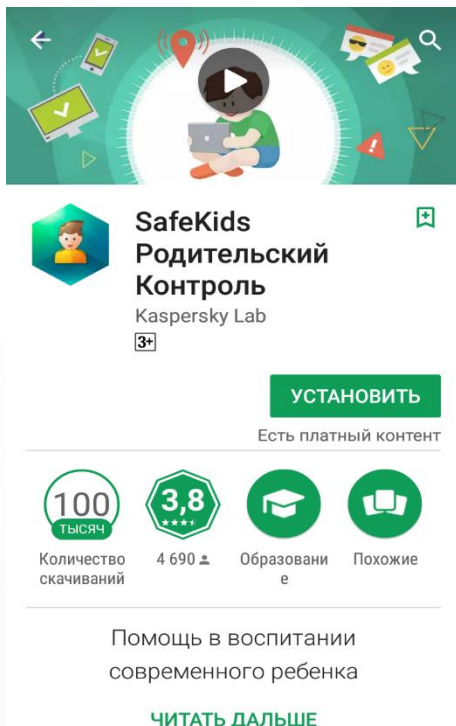 SafeKids
Родительский
Контроль
Kaspersky Lab
3+
УСТАНОВИТЬ
Есть платный контент
100
ТЫСЯЧ
3,8
Количество
скачиваний
4 690
Образовани
е
Похожие
Помощь в воспитании
современного ребенка
ЧИТАТЬ ДАЛЬШЕ